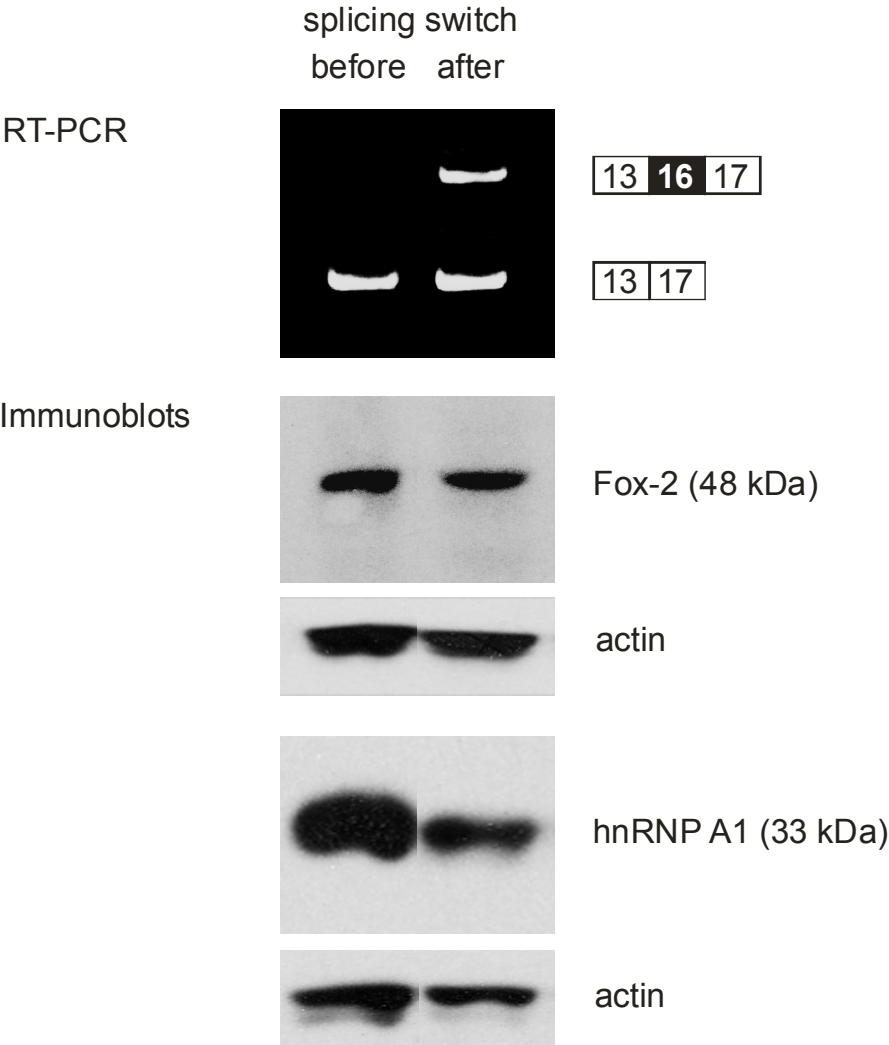 splicing switch
before after
RT-PCR
13 16 17
13 17
Immunoblots
Fox-2 (48 kDa)
actin
hnRNP A1 (33 kDa)
actin